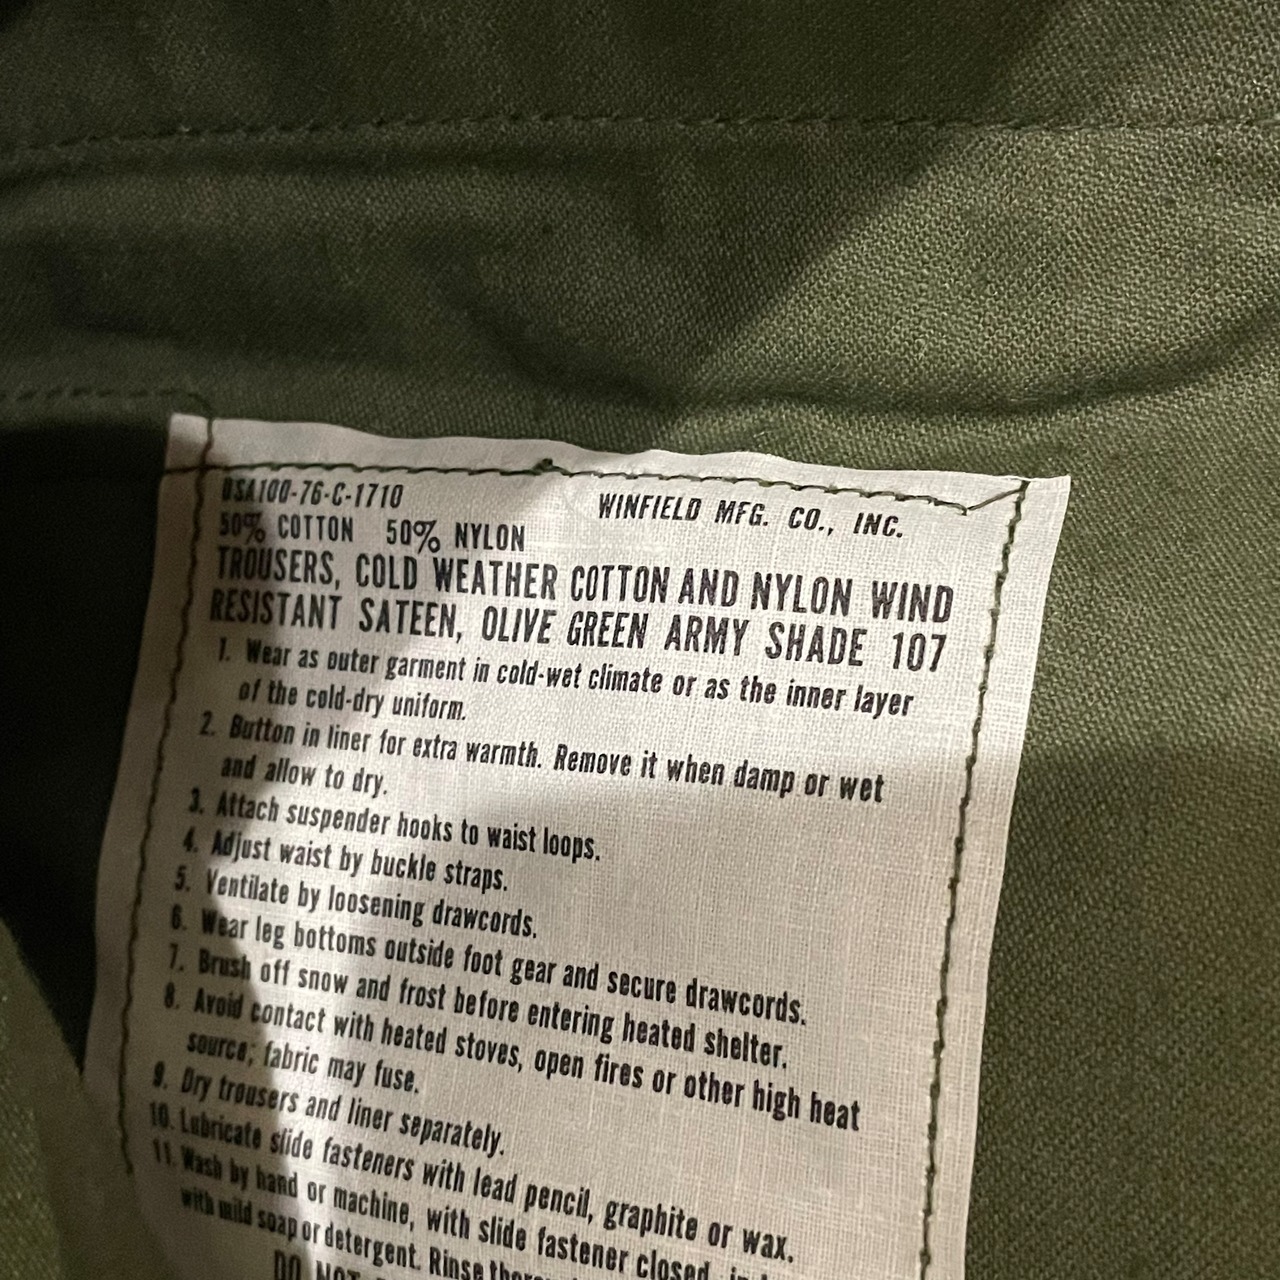 DSA100-76-C-1710 WINFIELD MFG. CO., INC.
50% COTTON 50% NYLON
TROUSERS, COLD WEATHER COTTON AND NYLON WIND
RESISTANT SATEEN, OLIVE GREEN ARMY SHADE 107
1. Wear as outer garment in cold-wet climate or as the inner layer
of the cold-dry uniform.
2. Button in liner for extra warmth. Remove it when damp or wet
and allow to dry.
3. Attach suspender hooks to waist loops.
4. Adjust waist by buckle straps.
5. Ventilate by loosening drawcords.
6. Wear leg bottoms outside foot gear and secure drawcords.
7. Brush off snow and frost before entering heated shelter.
8. Avoid contact with heated stoves, open fires or other high heat
source; fabric may fuse.
9. Dry trousers and liner separately.
10. Lubricate slide fasteners with lead pencil, graphite or wax.
11. Wash by hand or machine, with slide fastener closed,
with mild soap or detergent. Rinse
DO NOT